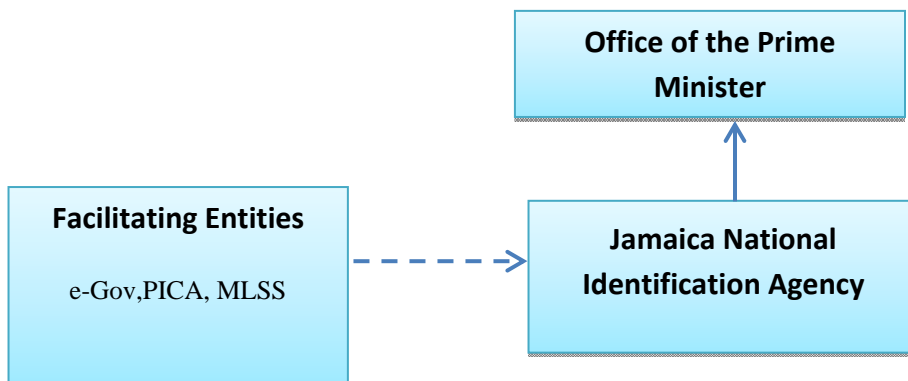 Office of the Prime
Minister
Facilitating Entities
e-Gov,PICA, MLSS
Jamaica National
Identification Agency